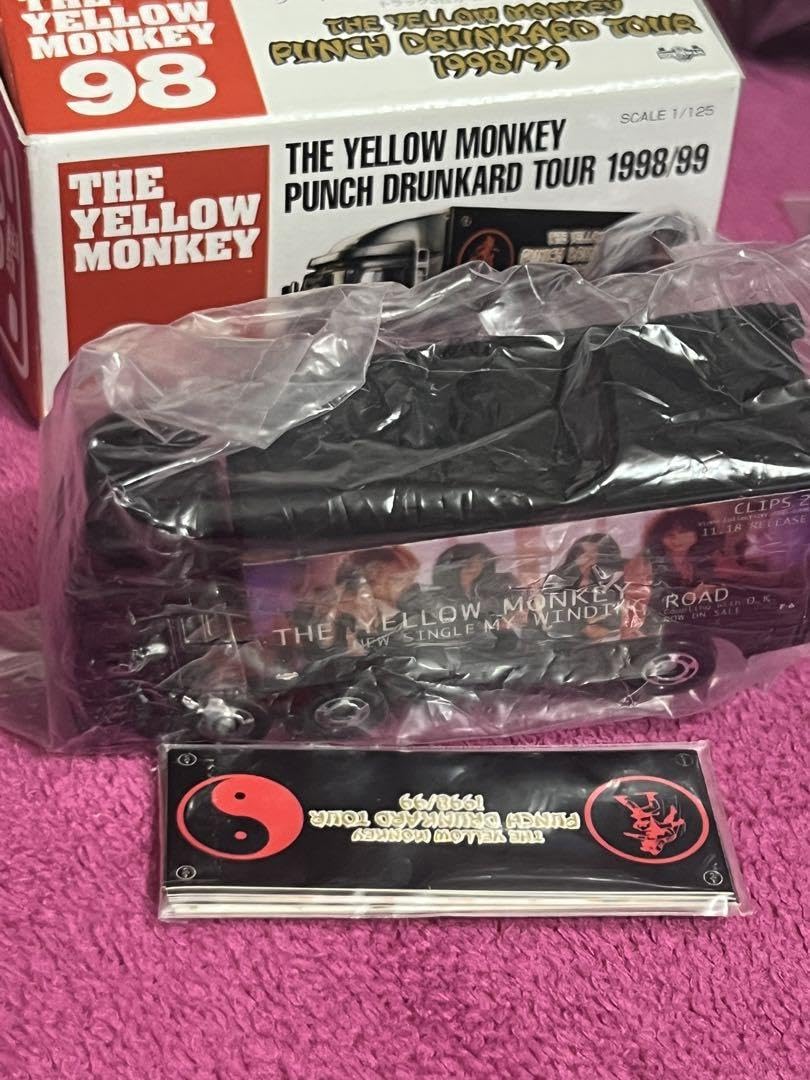 THE
YELLOW
MONKEY
98
THE YELLOW MONKEY
PUNCH DRUNKARD TOUR
1998/99
SCALE 1/125
THE
YELLOW
MONKEY
THE YELLOW MONKEY
PUNCH DRUNKARD TOUR 1998/99
CLIPS
11.18 RELEASE
THE YELLOW MONKEY
NEW SINGLE MY WINDING ROAD
NOW ON SALE
THE YELLOW MONKEY
PUNCH DRUNKARD TOUR
1998/99